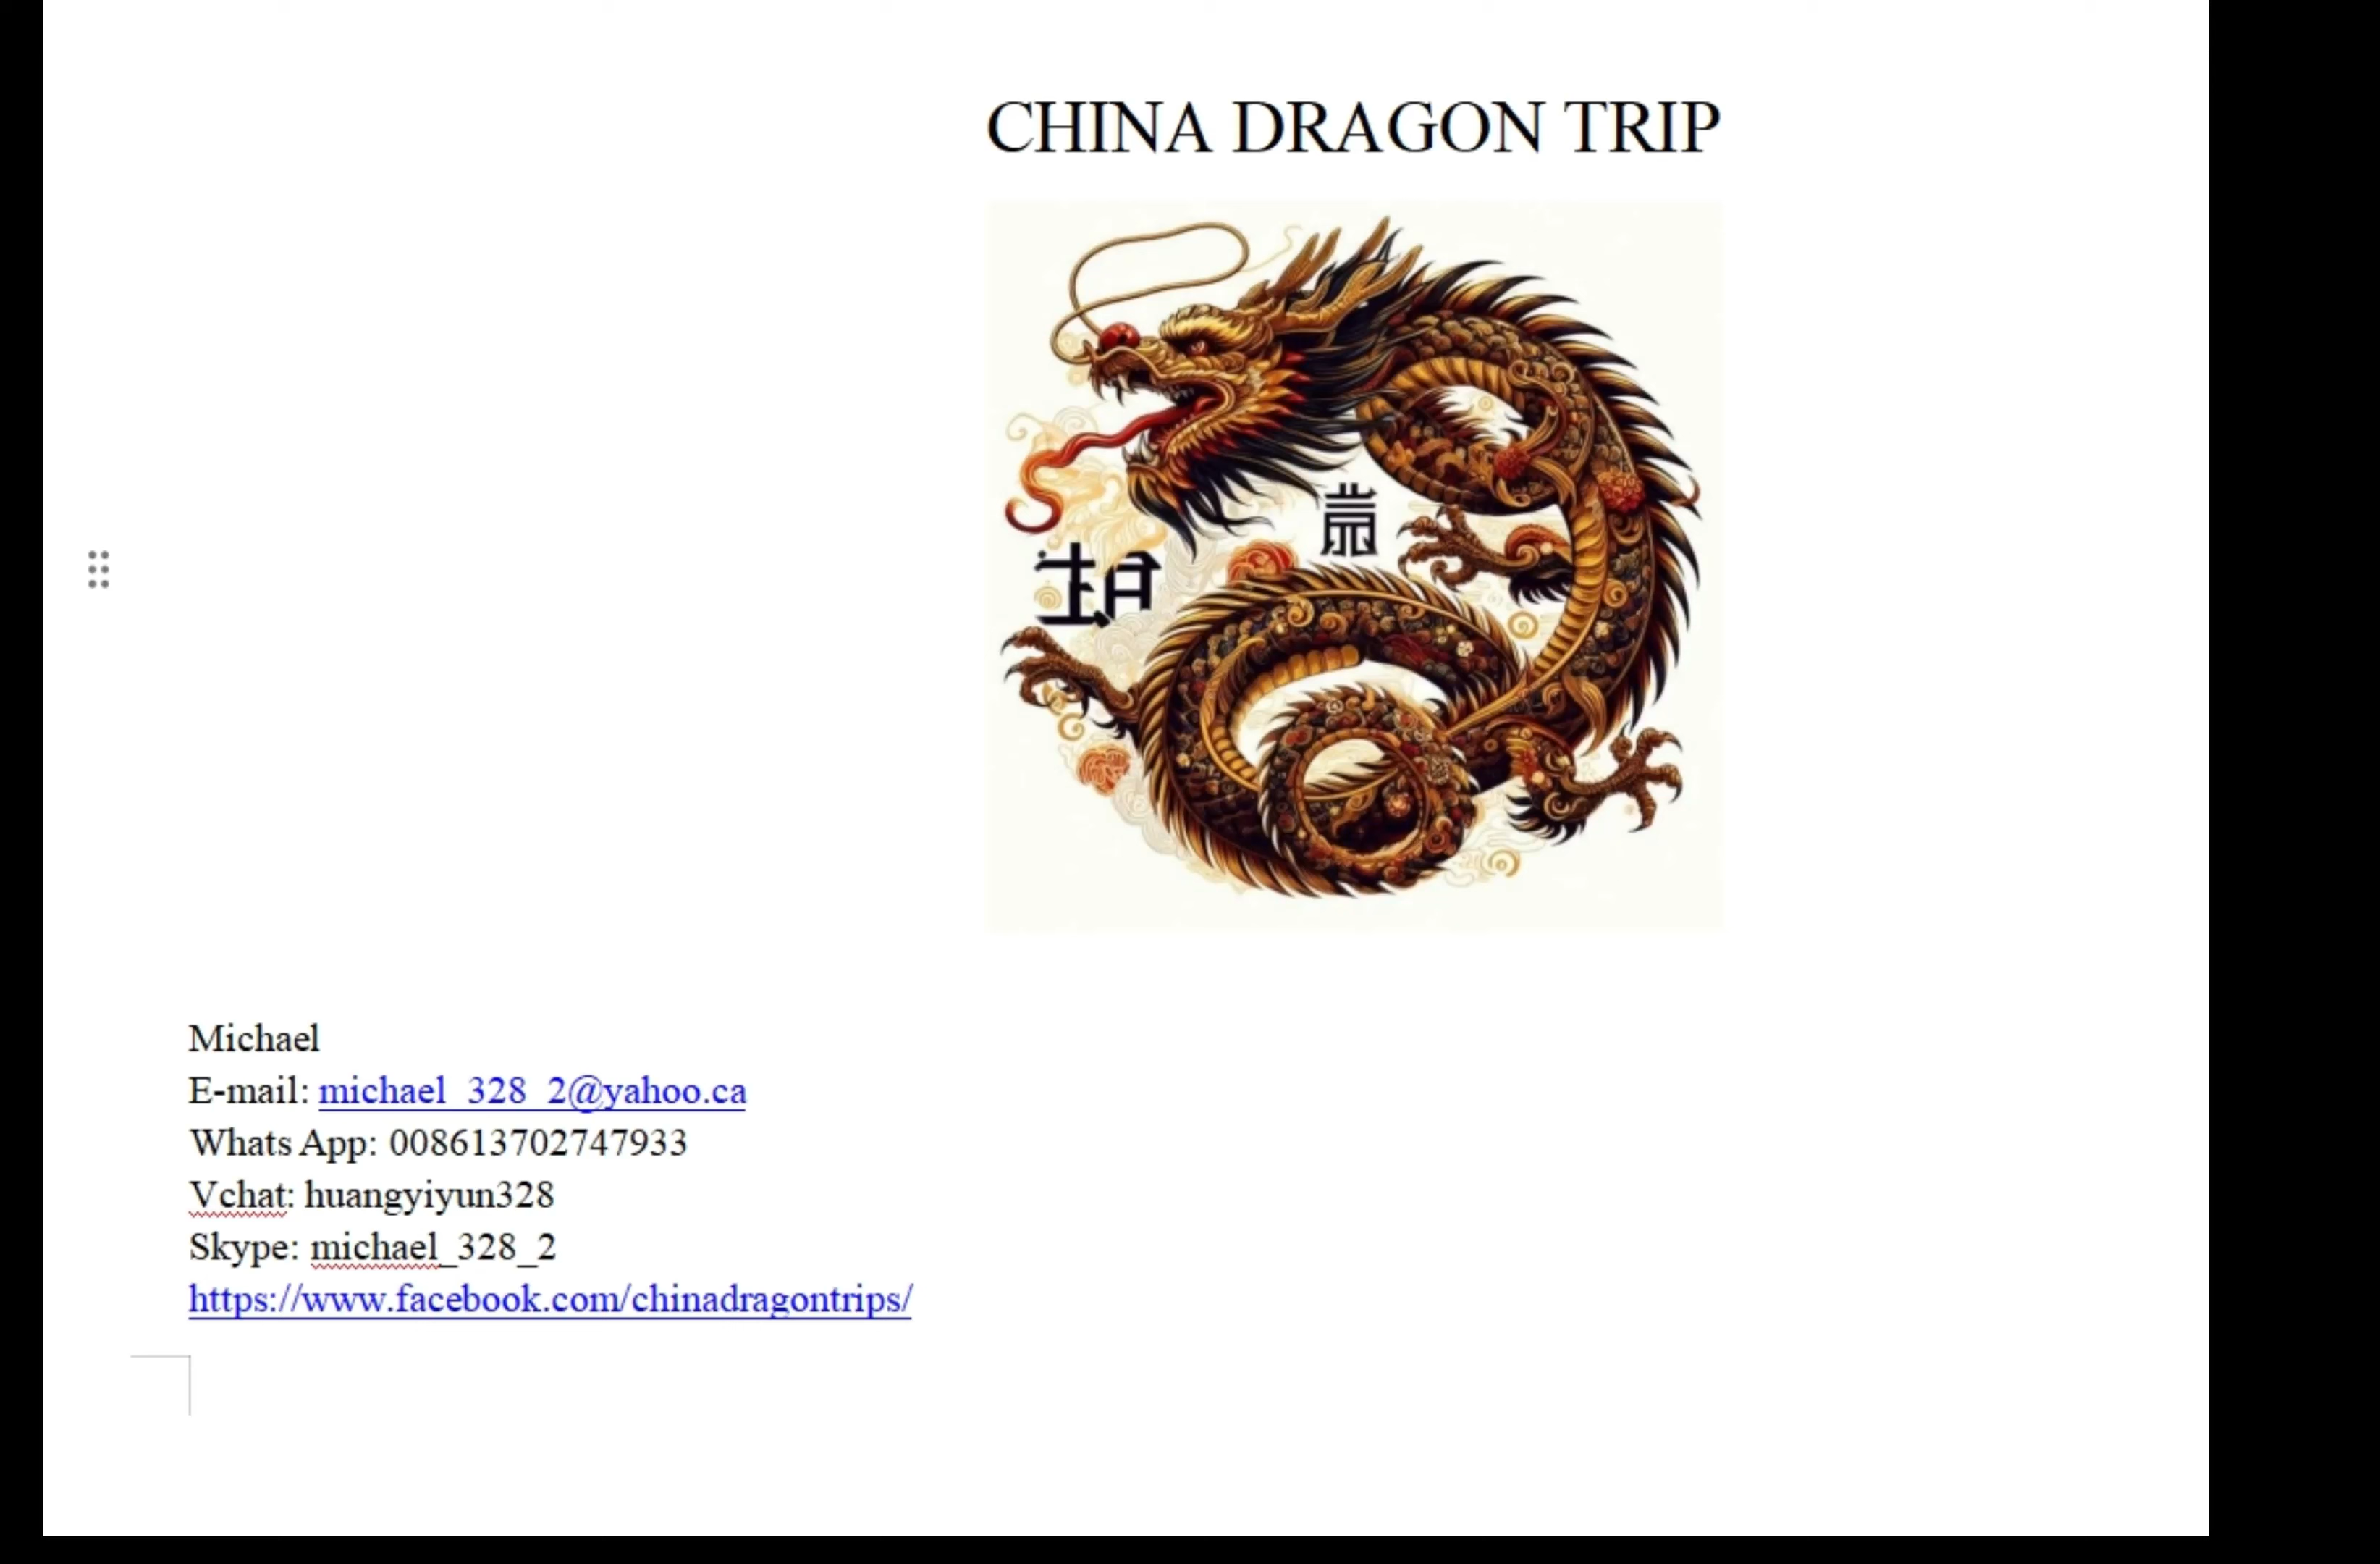 CHINA DRAGON TRIP
Michael
E-mail: michael_328_2@yahoo.ca
Whats App: 008613702747933
Vchat: huangyiyun328
Skype: michael_328_2
https://www.facebook.com/chinadragontrips/